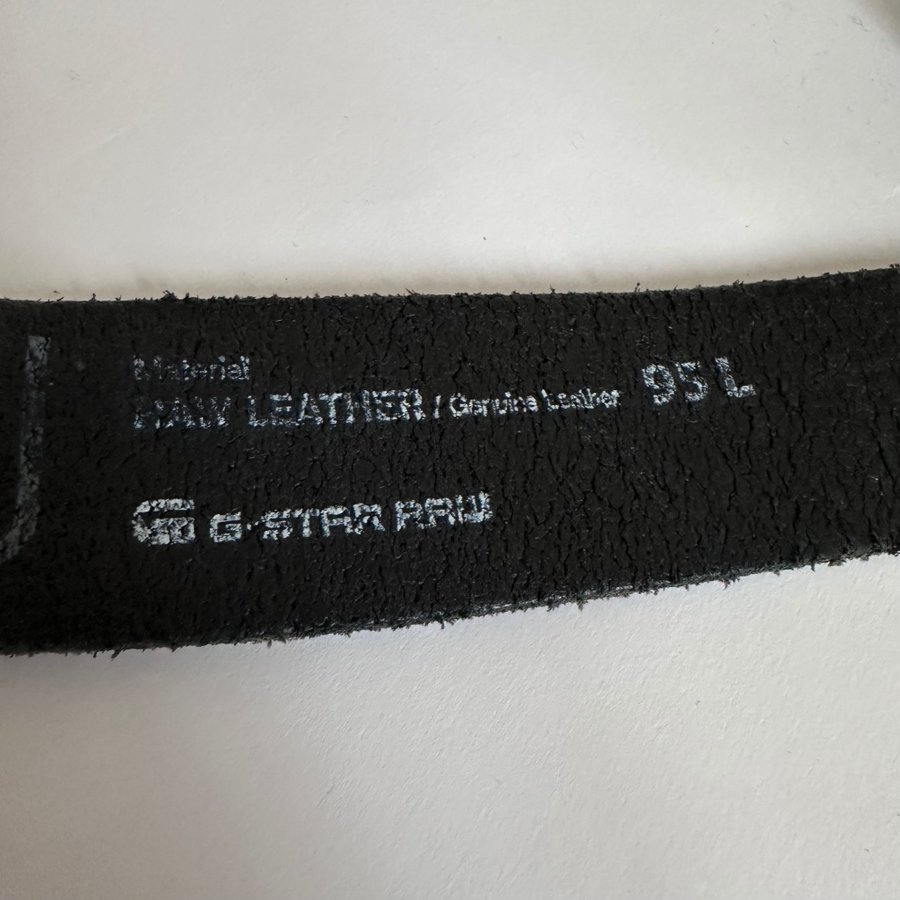 Material
RAW LEATHER / Genuine Leather 95 L
G-STAR RAW